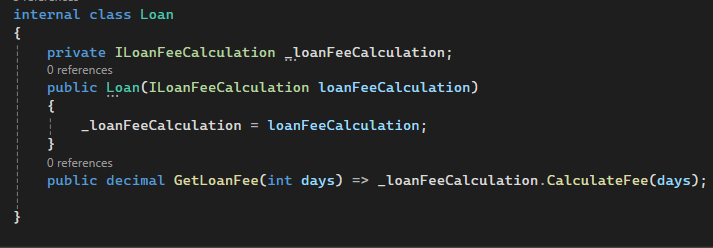 internal class Loan
{
private ILoanFeeCalculation _loanFeeCalculation;
0 references
public Loan(ILoanFeeCalculation loanFeeCalculation)
{
_loanFeeCalculation = loanFeeCalculation;
}
0 references
public decimal GetLoanFee(int days) => _loanFeeCalculation.CalculateFee(days);
}